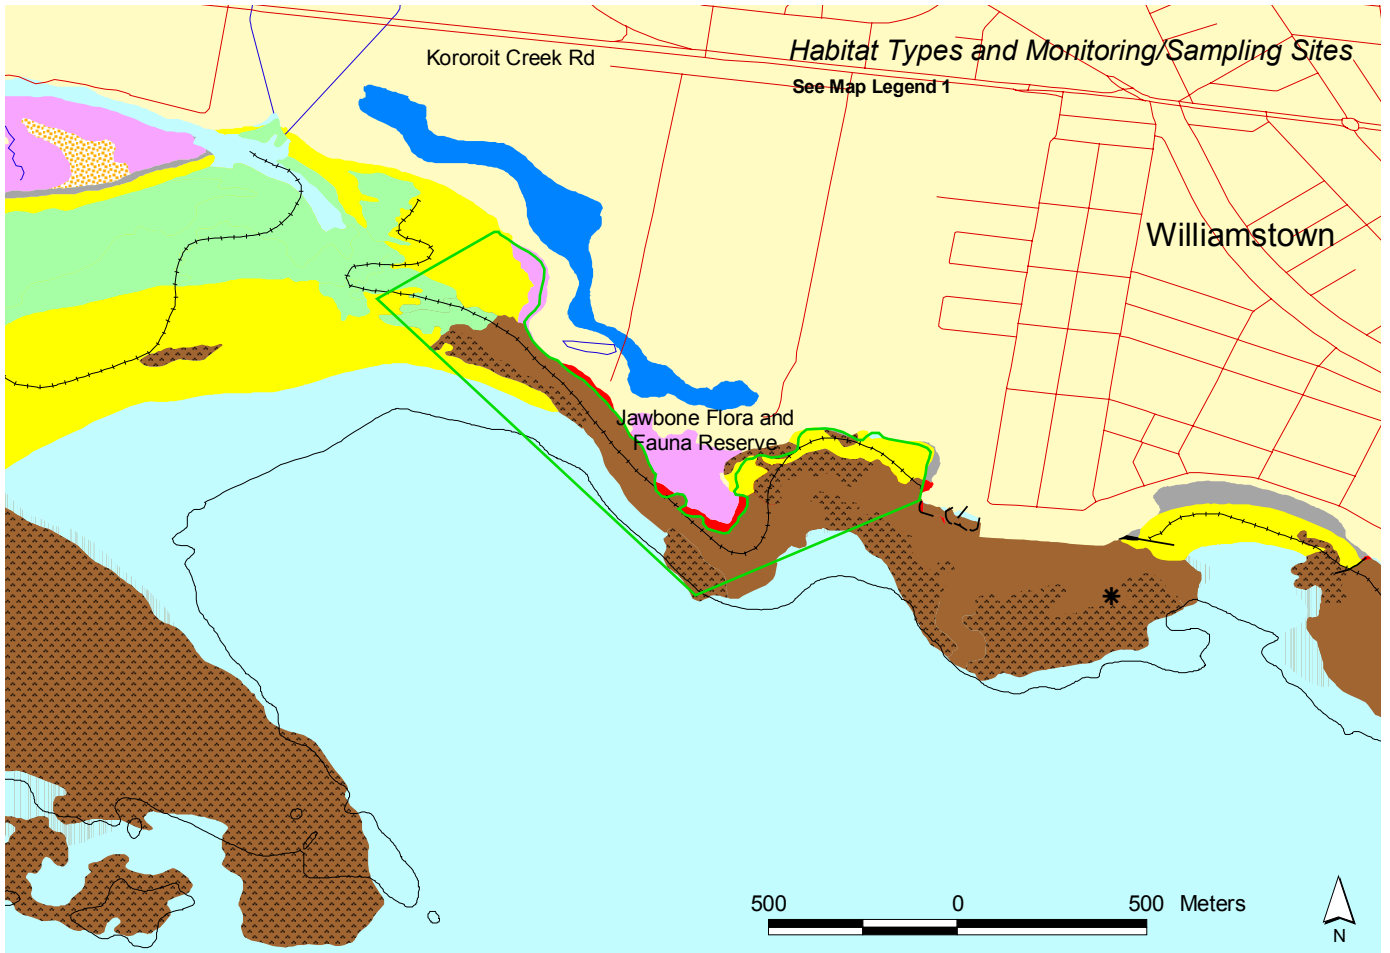 Habitat Types and Monitoring/Sampling Sites
Kororoit Creek Rd
See Map Legend 1
Williamstown
Jawbone Flora and
Fauna Reserve
500 0 500 Meters
N